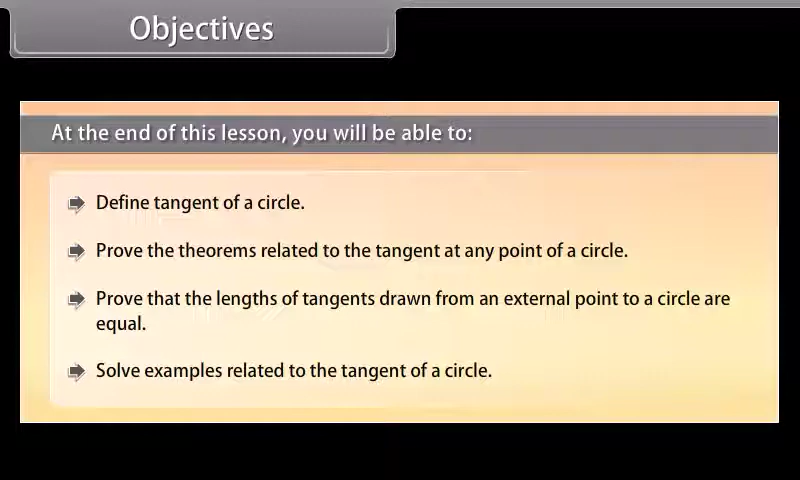 Objectives
At the end of this lesson, you will be able to:
Define tangent of a circle.
Prove the theorems related to the tangent at any point of a circle.
Prove that the lengths of tangents drawn from an external point to a circle are
equal.
Solve examples related to the tangent of a circle.